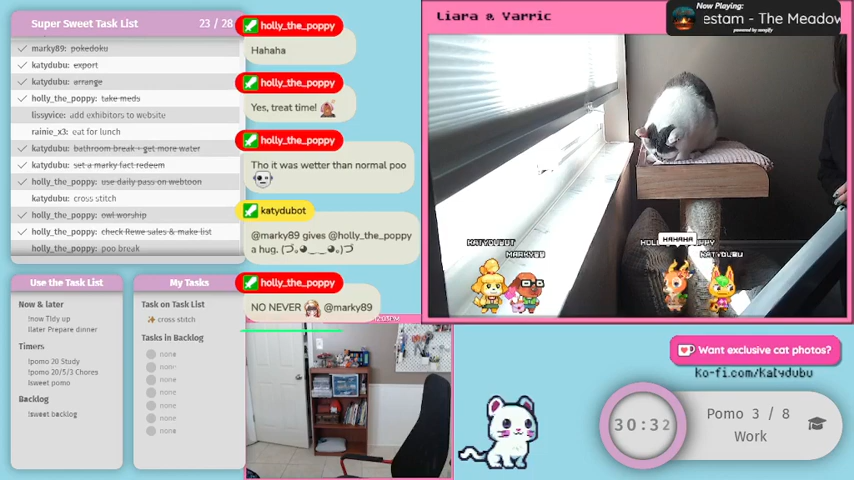 Super Sweet Task List 23 / 28
marky89: pokedoku
katydubu: export
katydubu: arrange
holly_the_poppy: take meds
lissyvice: add exhibitors to website
rainie_x3: eat for lunch
katydubu: bathroom break + get more water
katydubu: set a marky fact redeem
holly_the_poppy: use daily pass on webtoon
katydubu: cross stitch
holly_the_poppy: owl worship
holly_the_poppy: check Rewe sales & make list
holly_the_poppy: poo break
Use the Task List
Now & later
!now Tidy up
!later Prepare dinner
Timers
!pomo 20 Study
!pomo 20/5/3 Chores
!sweet pomo
Backlog
!sweet backlog
My Tasks
Task on Task List
cross stitch
Tasks in Backlog
none
none
none
none
none
none
none
holly_the_poppy
Hahaha
holly_the_poppy
Yes, treat time!
holly_the_poppy
Tho it was wetter than normal poo
katydubot
@marky89 gives @holly_the_poppy
a hug.
holly_the_poppy
NO NEVER @marky89
Liara & Varric
Now Playing:
estam - The Meadow
KATYDUBOT
MARKY89
HAHAHA
KATYDUBU
Want exclusive cat photos?
Ko-fi.com/Katydubu
30:32
Pomo 3 / 8
Work